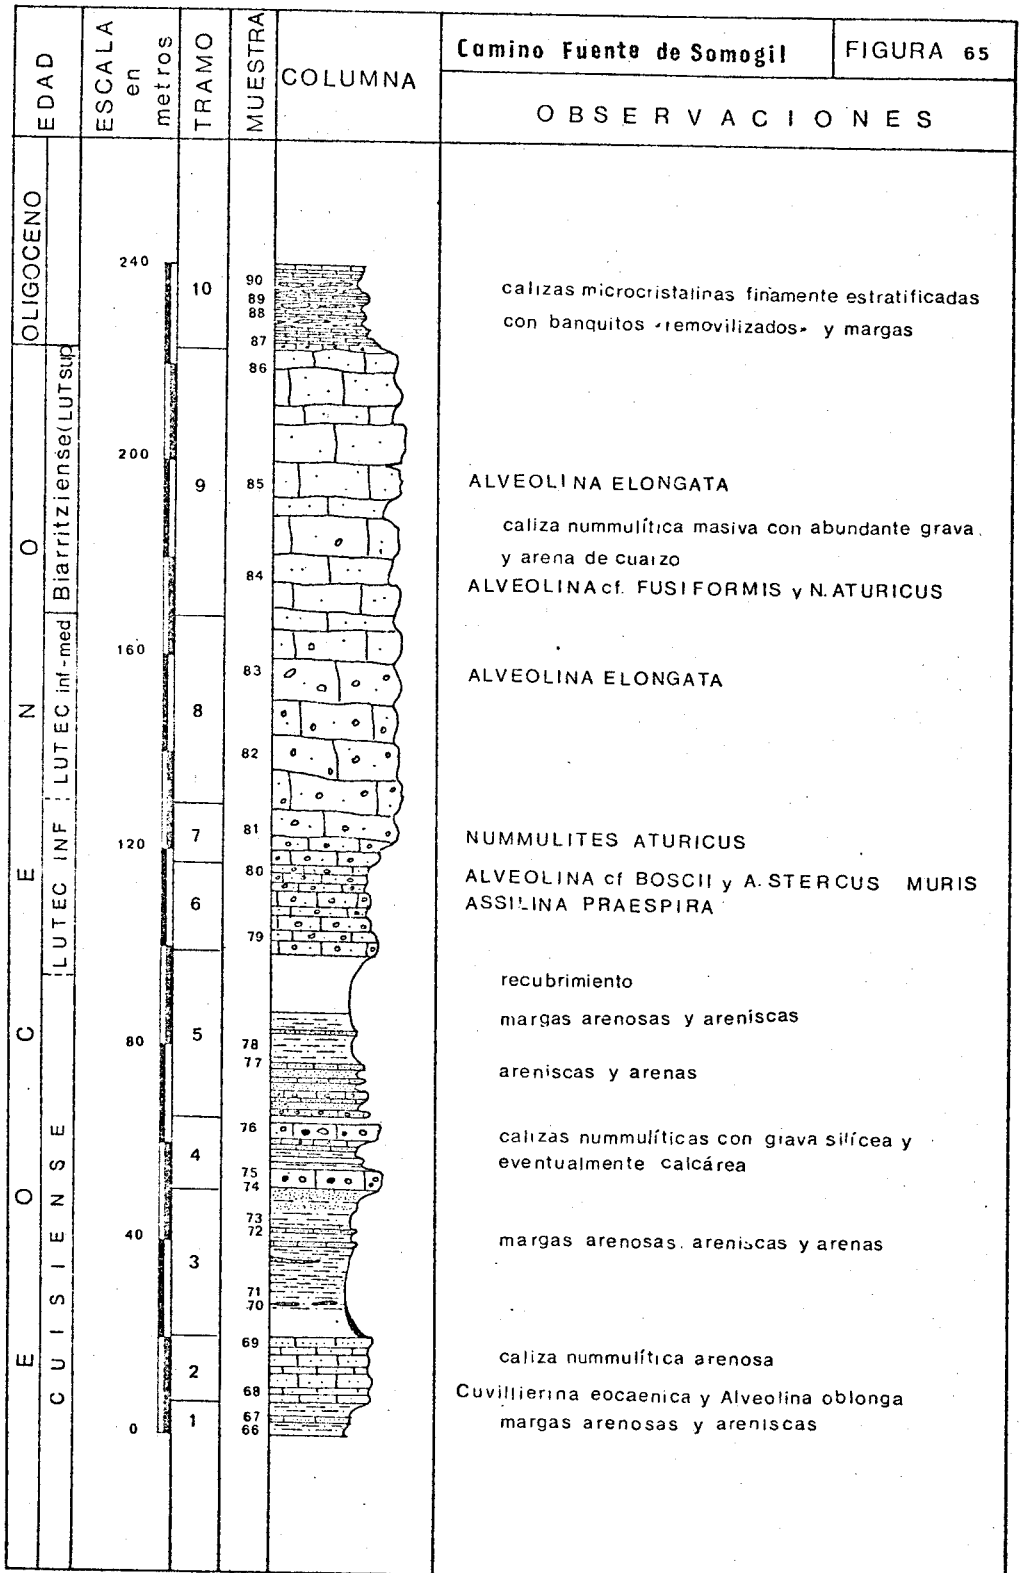 EDAD
ESCALA
en
metros
TRAMO
MUESTRA
COLUMNA
Camino Fuente de Somogil
FIGURA 65
OBSERVACIONES
OLIGOCENO
EOCENO
Biarritziense(LUTsup
LUTEC inf-med
LUTEC INF
CUISIENSE
240
200
160
120
80
40
0
10
9
8
7
6
5
4
3
2
1
90
89
88
87
86
85
84
83
82
81
80
79
78
77
76
75
74
73
72
71
70
69
68
67
66
calizas microcristalinas finamente estratificadas
con banquitos "removilizados" y margas
ALVEOLINA ELONGATA
caliza nummulítica masiva con abundante grava
y arena de cuarzo
ALVEOLINA cf. FUSIFORMIS y N. ATURICUS
ALVEOLINA ELONGATA
NUMMULITES ATURICUS
ALVEOLINA cf BOSCII y A. STERCUS MURIS
ASSILINA PRAESPIRA
recubrimiento
margas arenosas y areniscas
areniscas y arenas
calizas nummulíticas con grava silícea y
eventualmente calcárea
margas arenosas. areniscas y arenas
caliza nummulítica arenosa
Cuvillierina eocaenica y Alveolina oblonga
margas arenosas y areniscas